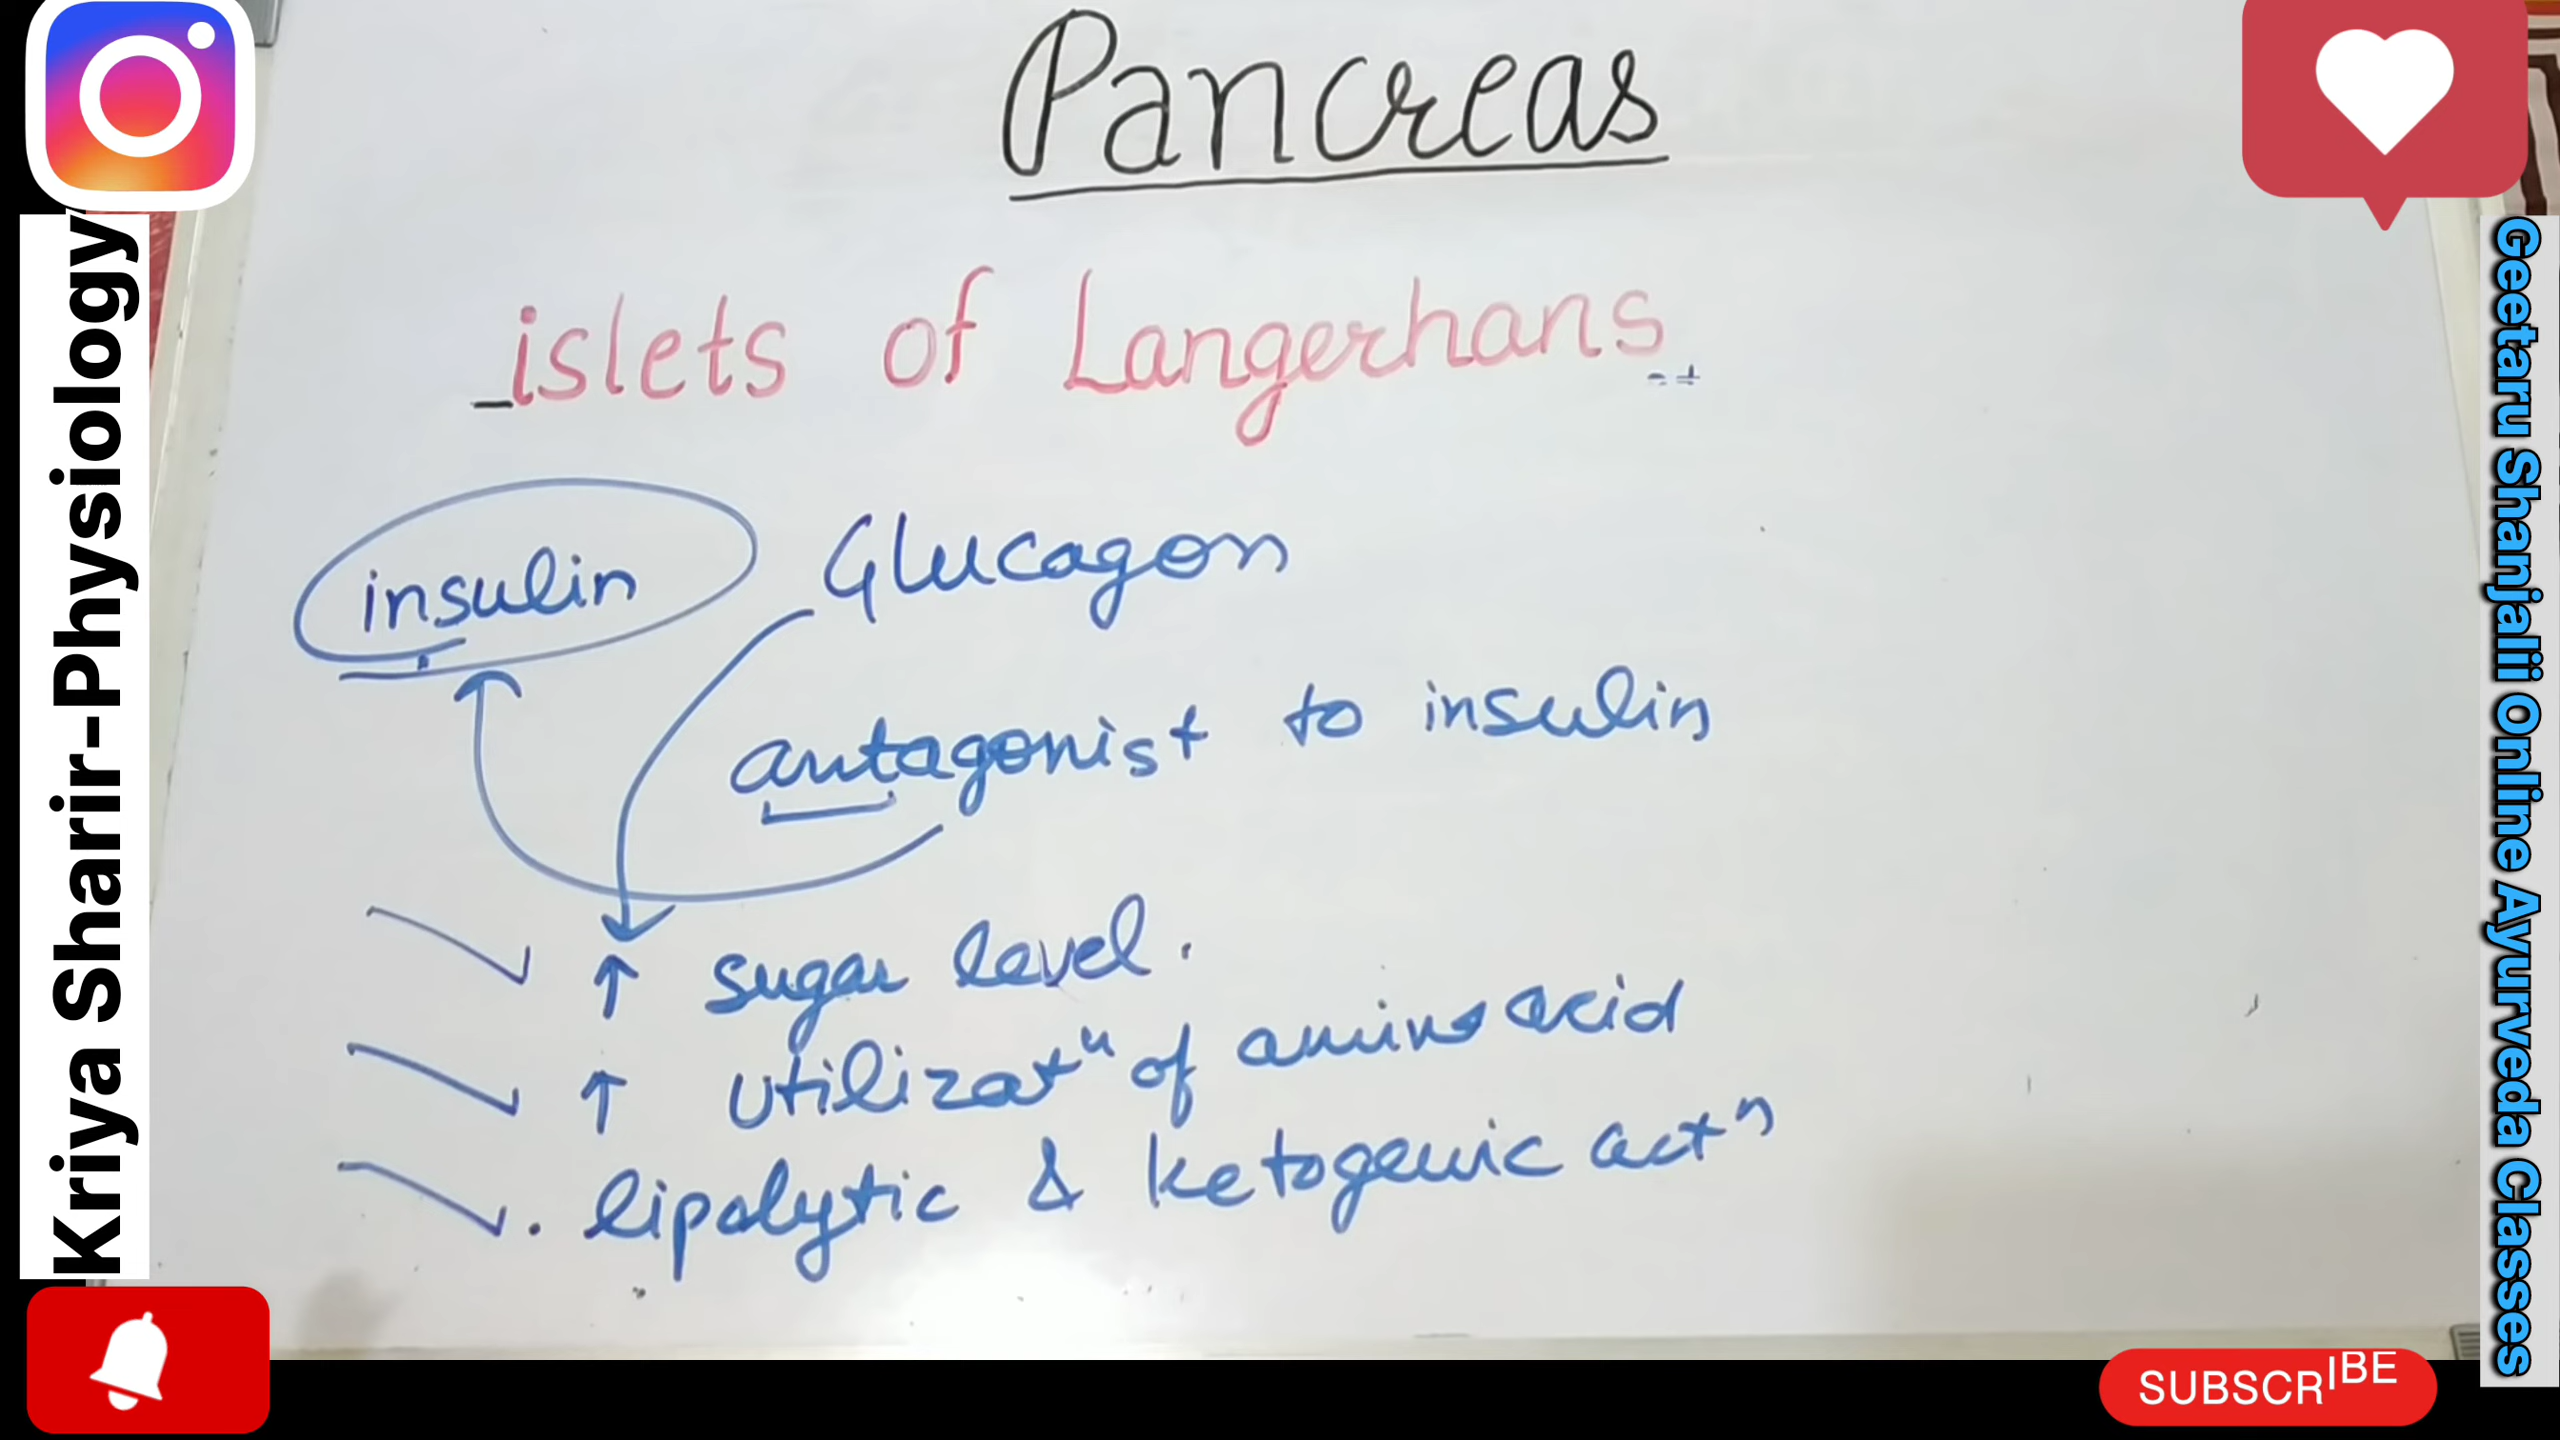 Pancreas
islets of Langerhans
insulin Glucagon
antagonist to insulin
↑ sugar level.
↑ utilizatⁿ of amino acid
. lipolytic & ketogenic actⁿ
Kriya Sharir-Physiology
Geetaru Shanjalii Online Ayurveda Classes
SUBSCRIBE